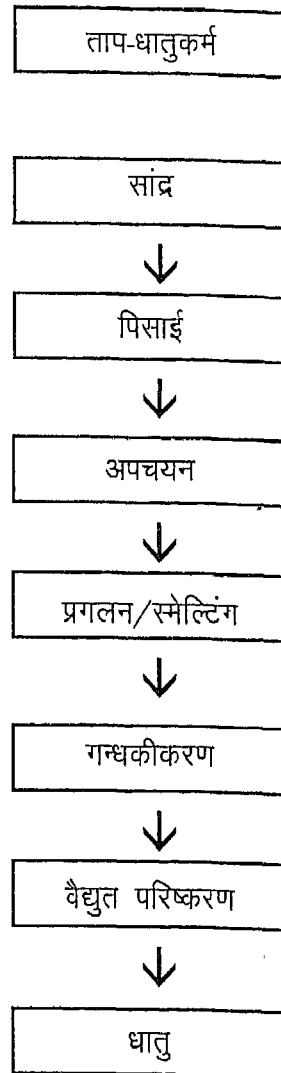 ताप-धातुकर्म
सांद्र
पिसाई
अपचयन
प्रगलन/स्मेल्टिंग
गन्धकीकरण
वैद्युत परिष्करण
धातु